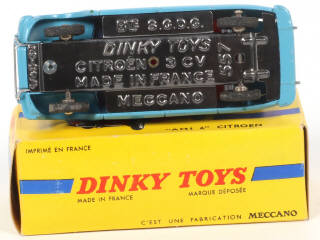 BTÉ S.G.D.G.
DINKY TOYS
CITROËN 3 CV
MADE IN FRANCE
557
MECCANO
"AMI 6" CITROËN
IMPRIMÉ EN FRANCE
DINKY TOYS
MADE IN FRANCE
MARQUE DÉPOSÉE
C'EST UNE FABRICATION MECCANO